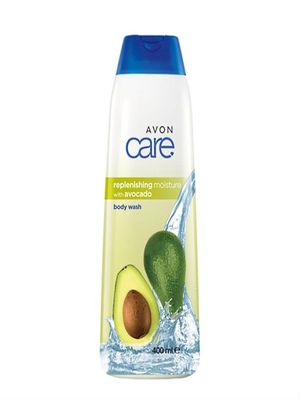 AVON
care
replenishing moisture
with avocado
body wash
400 ml e